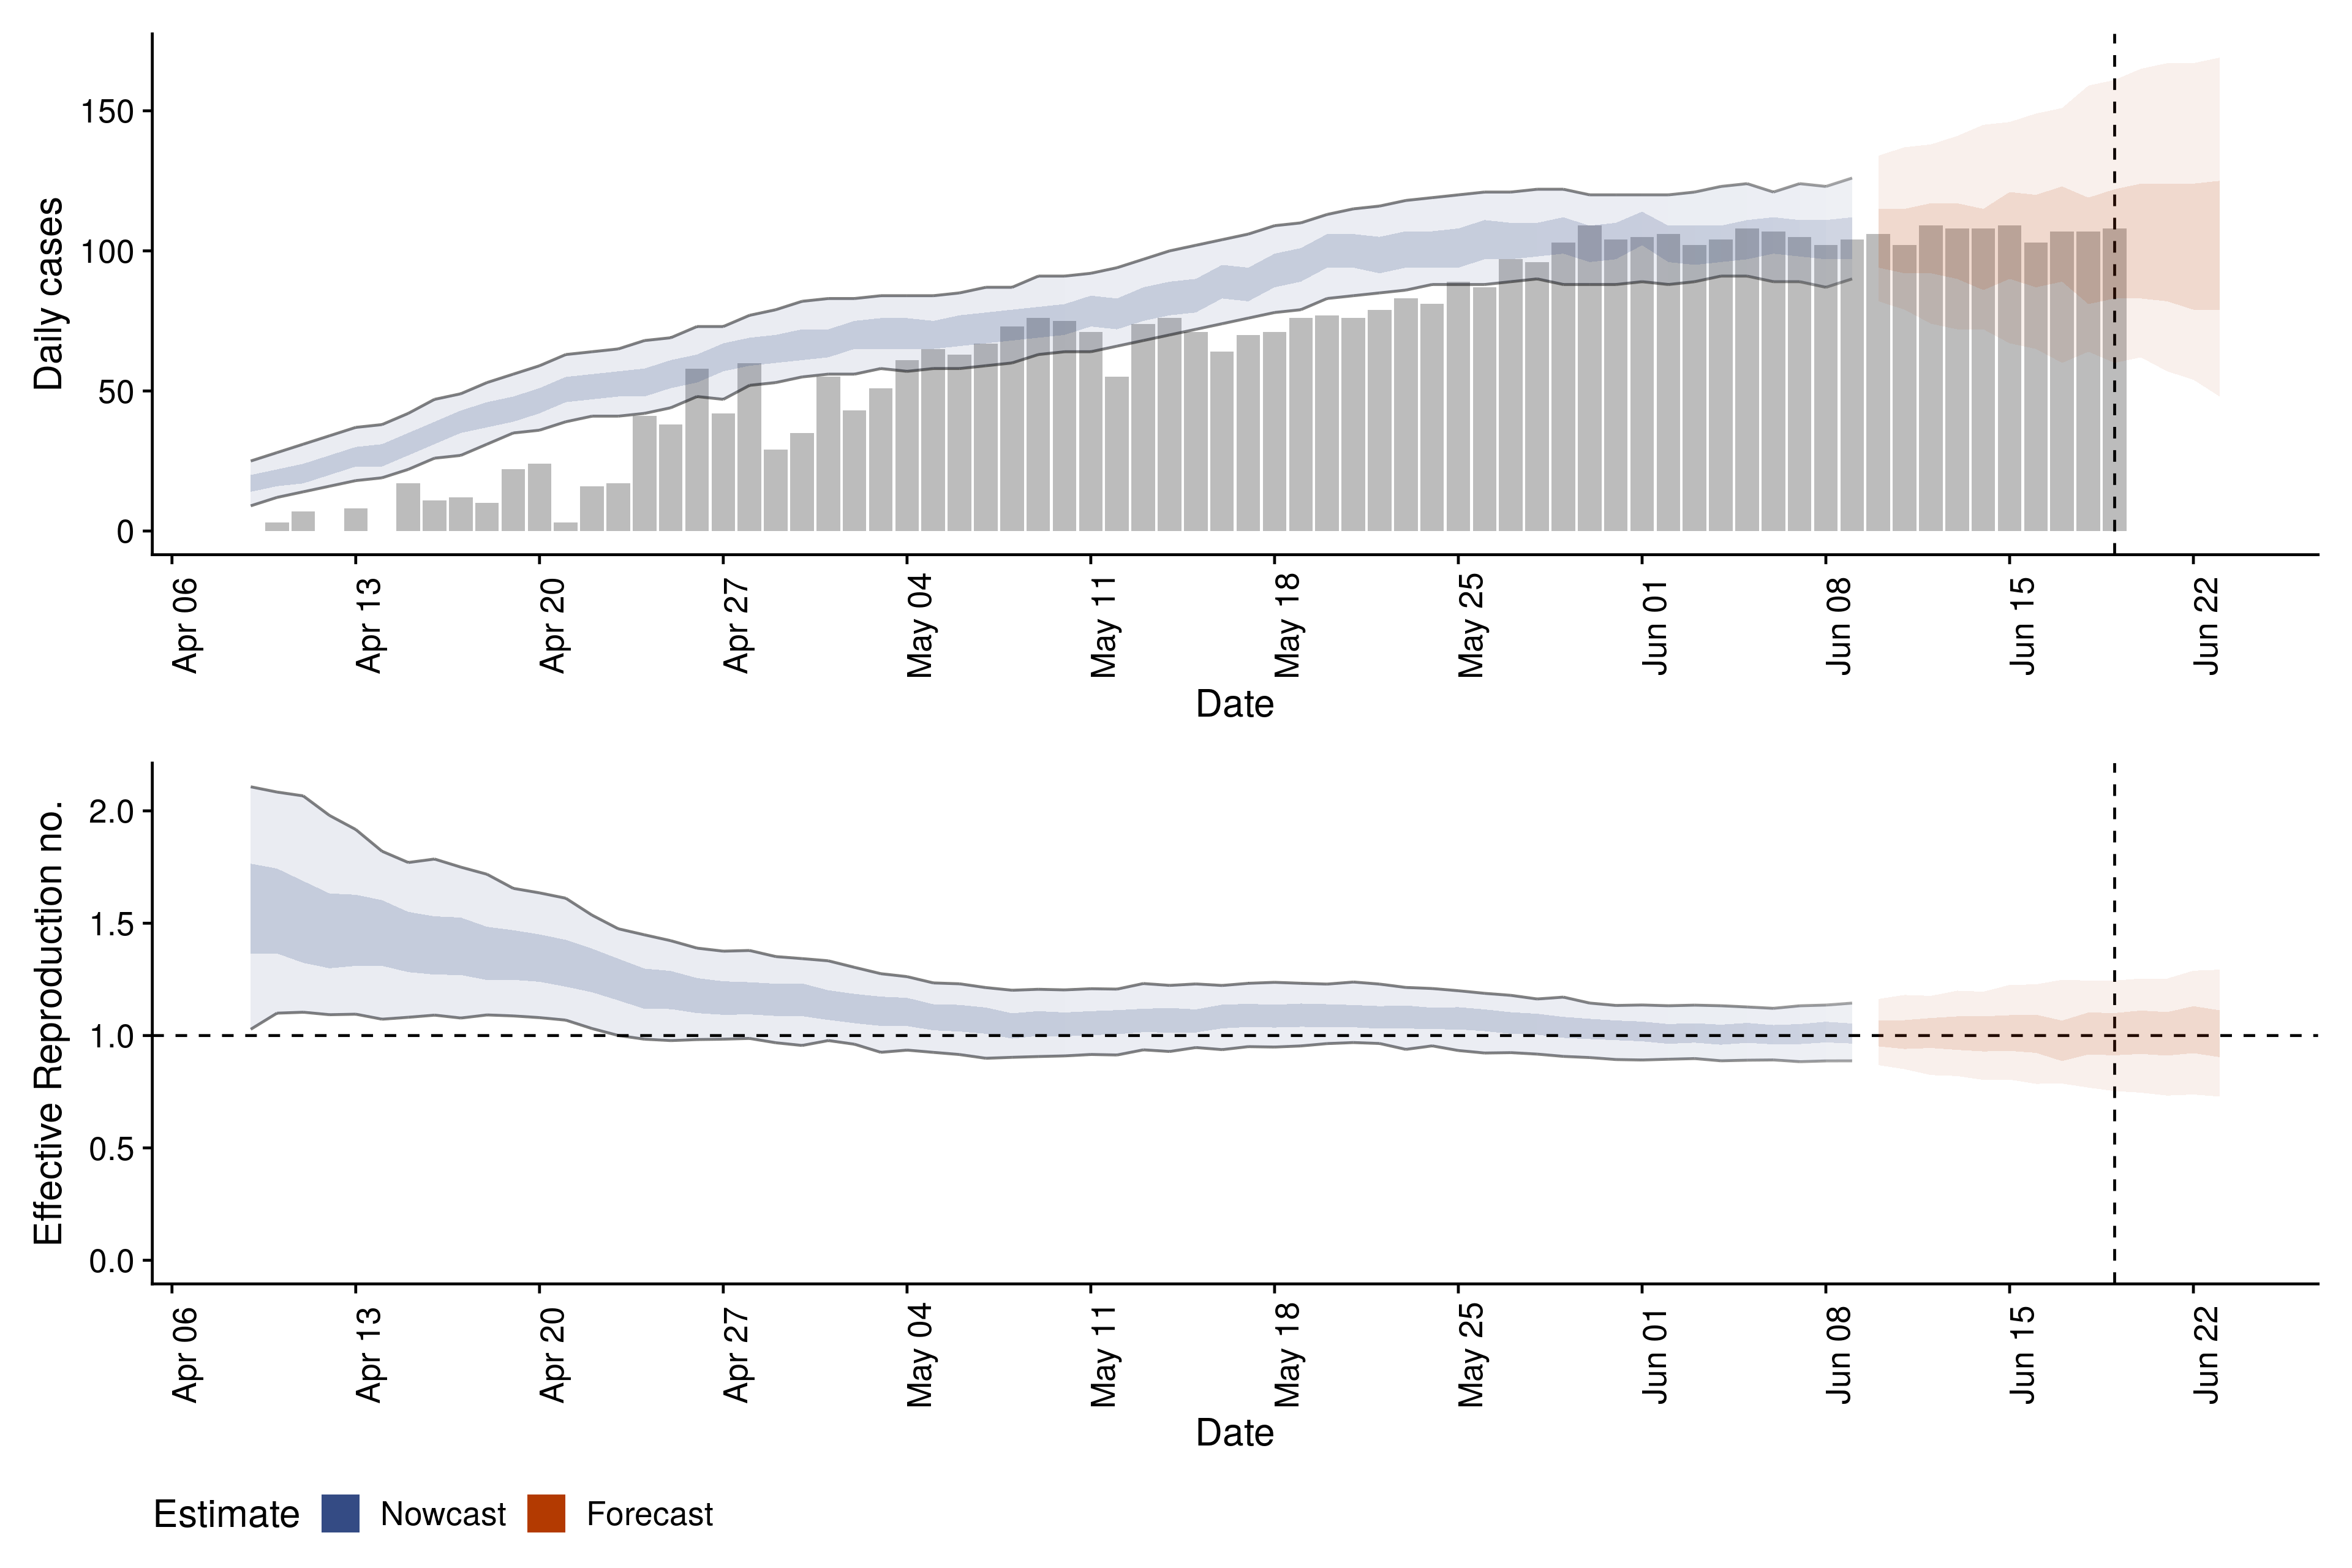 Daily cases
150
100
50
0
Apr 06
Apr 13
Apr 20
Apr 27
May 04
May 11
May 18
May 25
Jun 01
Jun 08
Jun 15
Jun 22
Date
Effective Reproduction no.
2.0
1.5
1.0
0.5
0.0
Apr 06
Apr 13
Apr 20
Apr 27
May 04
May 11
May 18
May 25
Jun 01
Jun 08
Jun 15
Jun 22
Date
Estimate Nowcast Forecast